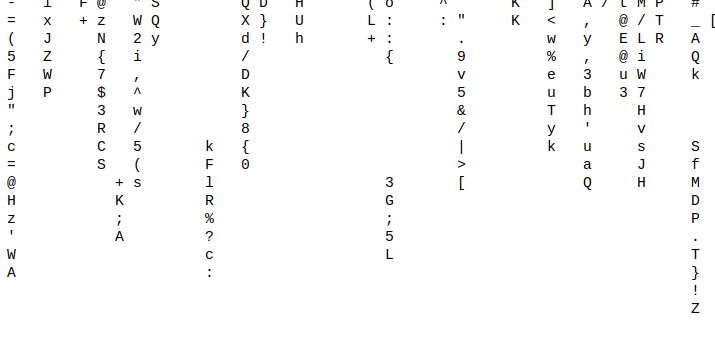 - F @ " S Q D H ( o ^ K ] A / t M P #
= x + z W Q X } U L : : " K < , @ / T _ [
( J N 2 y d ! h + : . w y E L R A
5 Z { i / { 9 % , @ i Q
F W 7 , D v e 3 u W k
j P $ ^ K 5 u b 3 7
" 3 w } & T h H
; R / 8 / y ' v
c C 5 k { | k u s S
= S ( F 0 > a J f
@ + s l 3 [ Q H M
H K R G D
z ; % ; P
' A ? 5 .
W c L T
A : }
!
Z